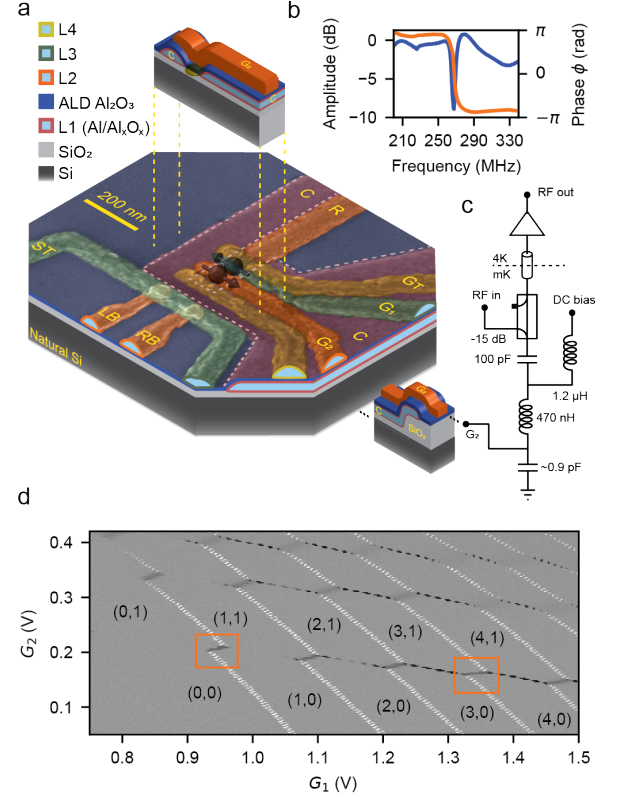 a
L4
L3
L2
ALD Al₂O₃
L1 (Al/AlₓOₓ)
SiO₂
Si
C
G₂
C
200 nm
ST
LB
RB
C
R
GT
G₁
G₂
C
Natural Si
C
G₂
SiO₂
b
Amplitude (dB)
0
−5
−10
210
250
290
330
Frequency (MHz)
π
0
−π
Phase ϕ (rad)
c
RF out
4K
mK
RF in
DC bias
-15 dB
100 pF
1.2 µH
470 nH
G₂
~0.9 pF
d
G₂ (V)
0.4
0.3
0.2
0.1
(0,1)
(1,1)
(2,1)
(3,1)
(4,1)
(0,0)
(1,0)
(2,0)
(3,0)
(4,0)
0.8
0.9
1.0
1.1
1.2
1.3
1.4
1.5
G₁ (V)